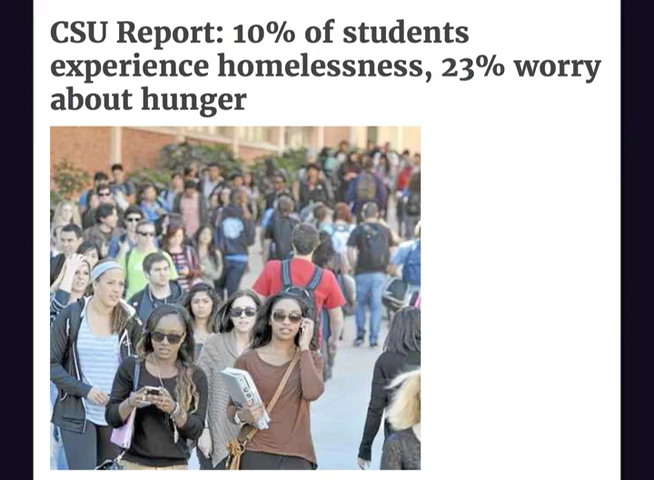 CSU Report: 10% of students
experience homelessness, 23% worry
about hunger